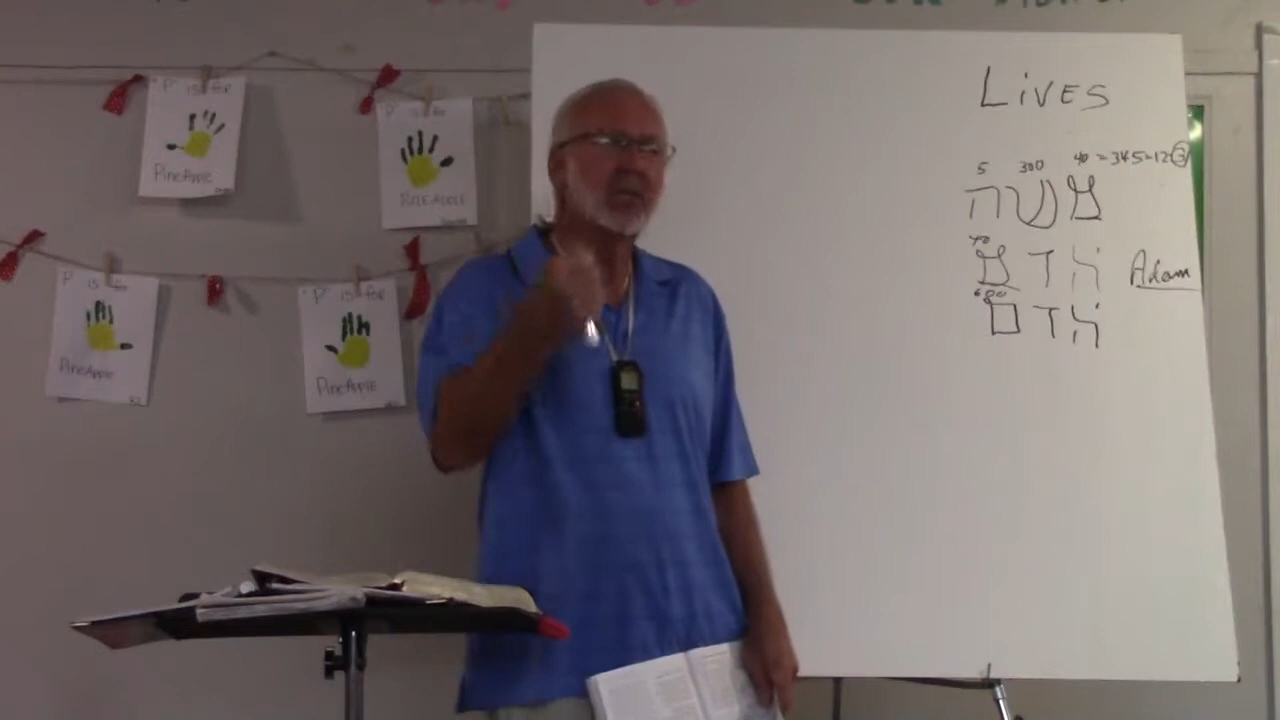 "P" is for
PineApple
"P" is for
PineApple
"P" is for
PineApple
"P" is for
PineApple
LiVES
5 300 40 =345=12=3
משה
40
אדמ Adam
600
אדם